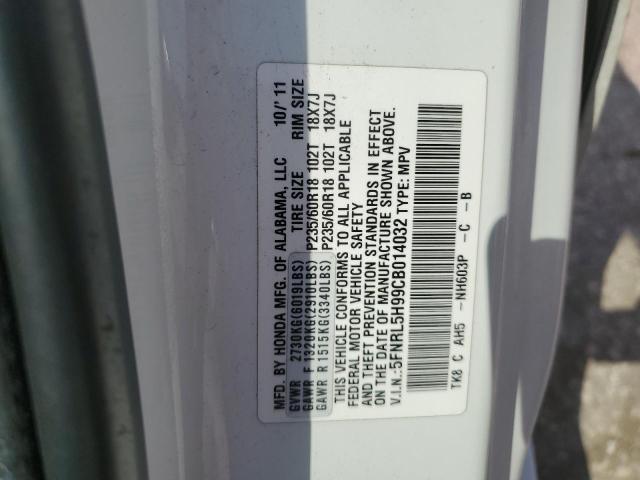 MFD. BY HONDA MFG. OF ALABAMA, LLC 10/'11
GVWR 2730KG(6019LBS) TIRE SIZE RIM SIZE
GAWR F 1320KG(2910LBS) P235/60R18 102T 18X7J
GAWR R 1515KG(3340LBS) P235/60R18 102T 18X7J
THIS VEHICLE CONFORMS TO ALL APPLICABLE
FEDERAL MOTOR VEHICLE SAFETY
AND THEFT PREVENTION STANDARDS IN EFFECT
ON THE DATE OF MANUFACTURE SHOWN ABOVE.
V.I.N.:5FNRL5H99CB014032 TYPE: MPV
TK8 C AH5 -NH603P -C -B